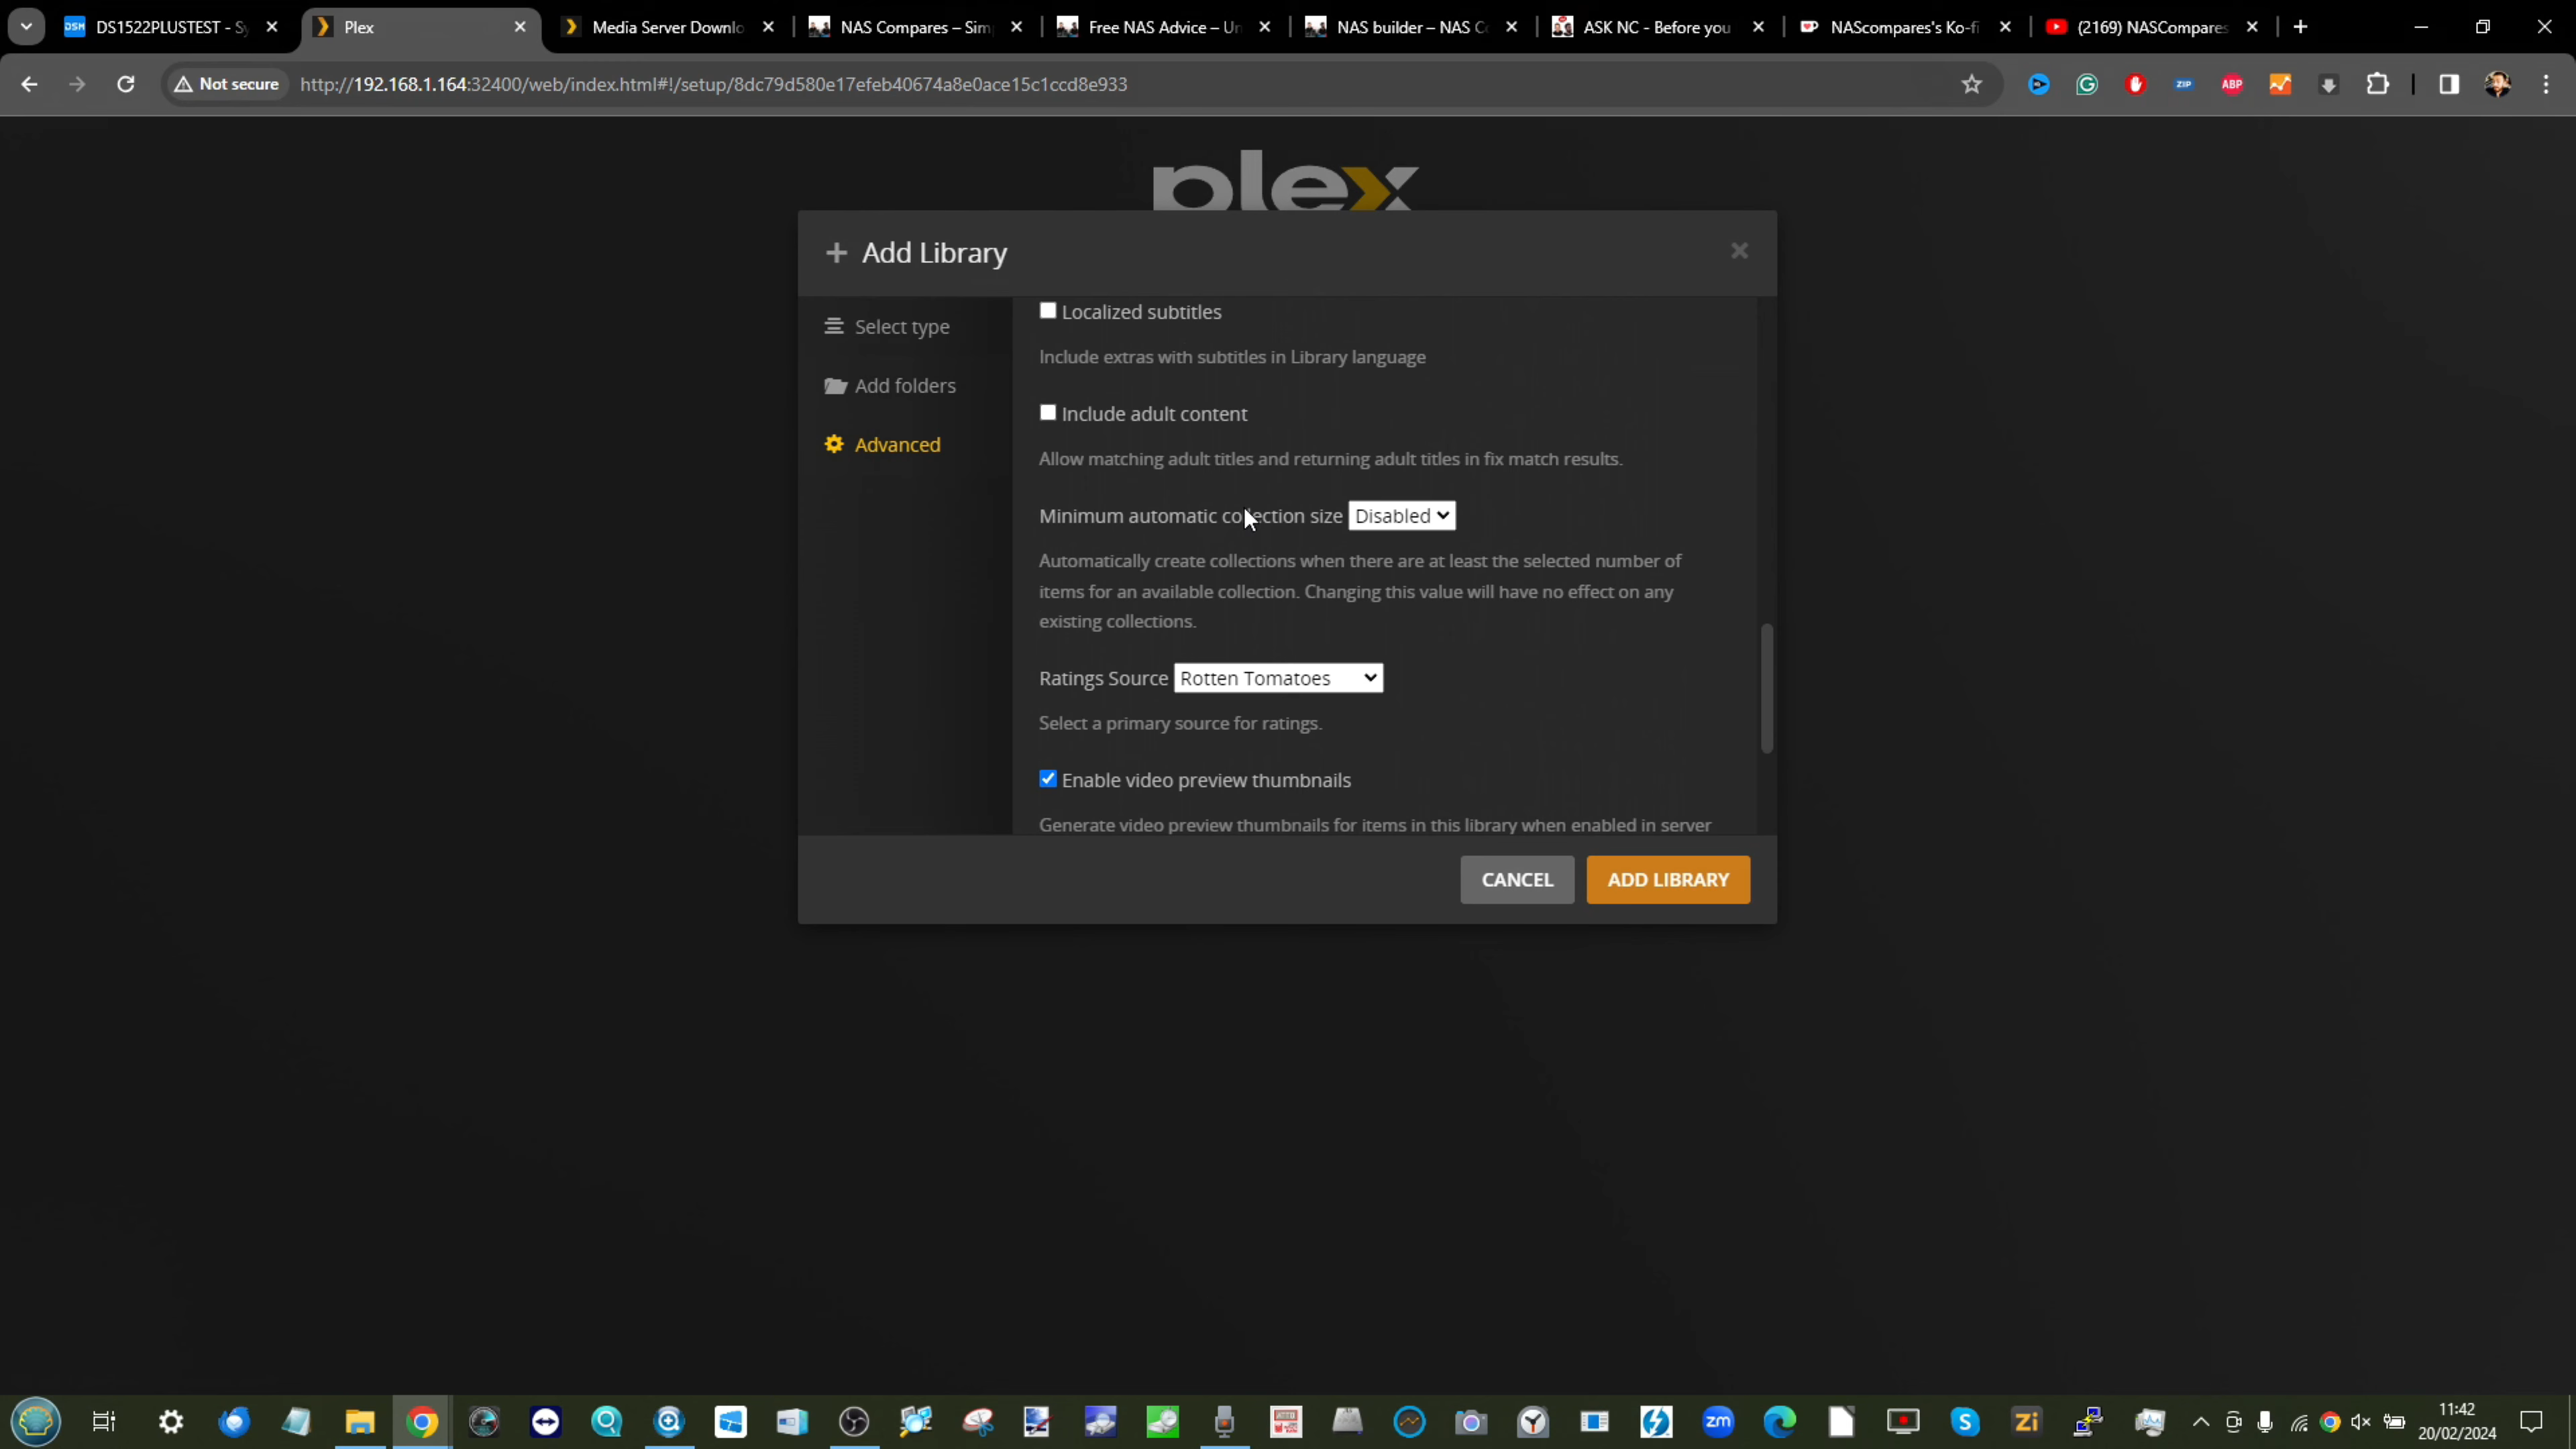 DS1522PLUSTEST - Sy
Plex
Media Server Downlo
NAS Compares – Sim
Free NAS Advice – Un
NAS builder – NAS Co
ASK NC - Before you
NAScompares's Ko-fi
(2169) NASCompares
Not secure
http://192.168.1.164:32400/web/index.html#!/setup/8dc79d580e17efeb40674a8e0ace15c1ccd8e933
plex
Add Library
Select type
Add folders
Advanced
Localized subtitles
Include extras with subtitles in Library language
Include adult content
Allow matching adult titles and returning adult titles in fix match results.
Minimum automatic collection size Disabled
Automatically create collections when there are at least the selected number of
items for an available collection. Changing this value will have no effect on any
existing collections.
Ratings Source Rotten Tomatoes
Select a primary source for ratings.
Enable video preview thumbnails
Generate video preview thumbnails for items in this library when enabled in server
CANCEL
ADD LIBRARY
11:42
20/02/2024